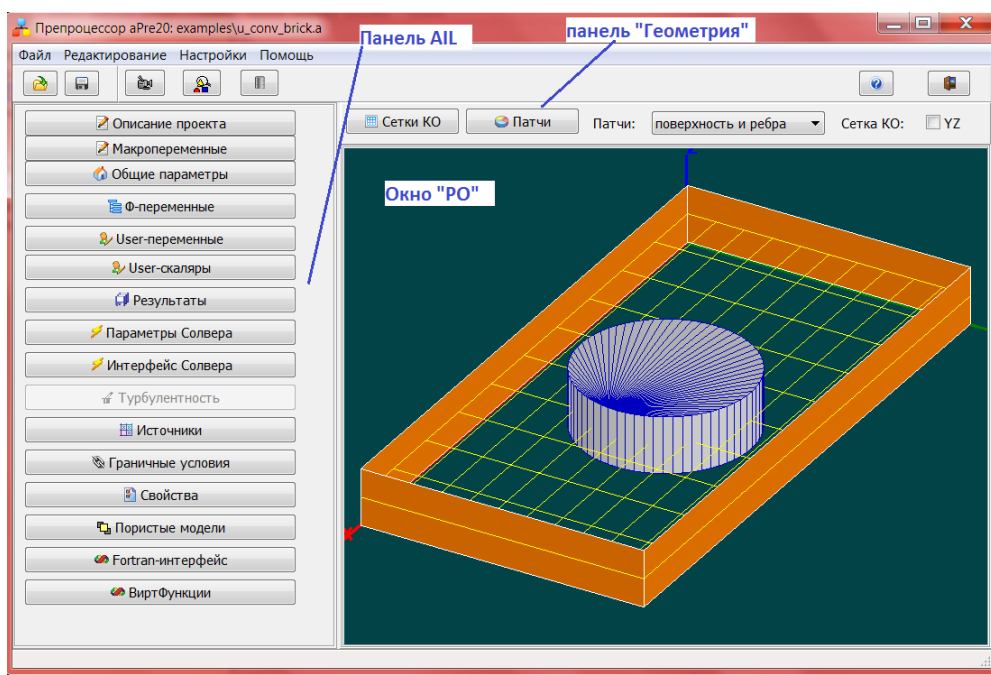 Препроцессор aPre20: examples\u_conv_brick.a
Панель AIL
панель "Геометрия"
Файл Редактирование Настройки Помощь
Сетки КО Патчи Патчи: поверхность и ребра Сетка КО: YZ
Окно "РО"
Описание проекта
Макропеременные
Общие параметры
Ф-переменные
User-переменные
User-скаляры
Результаты
Параметры Солвера
Интерфейс Солвера
Турбулентность
Источники
Граничные условия
Свойства
Пористые модели
Fortran-интерфейс
ВиртФункции